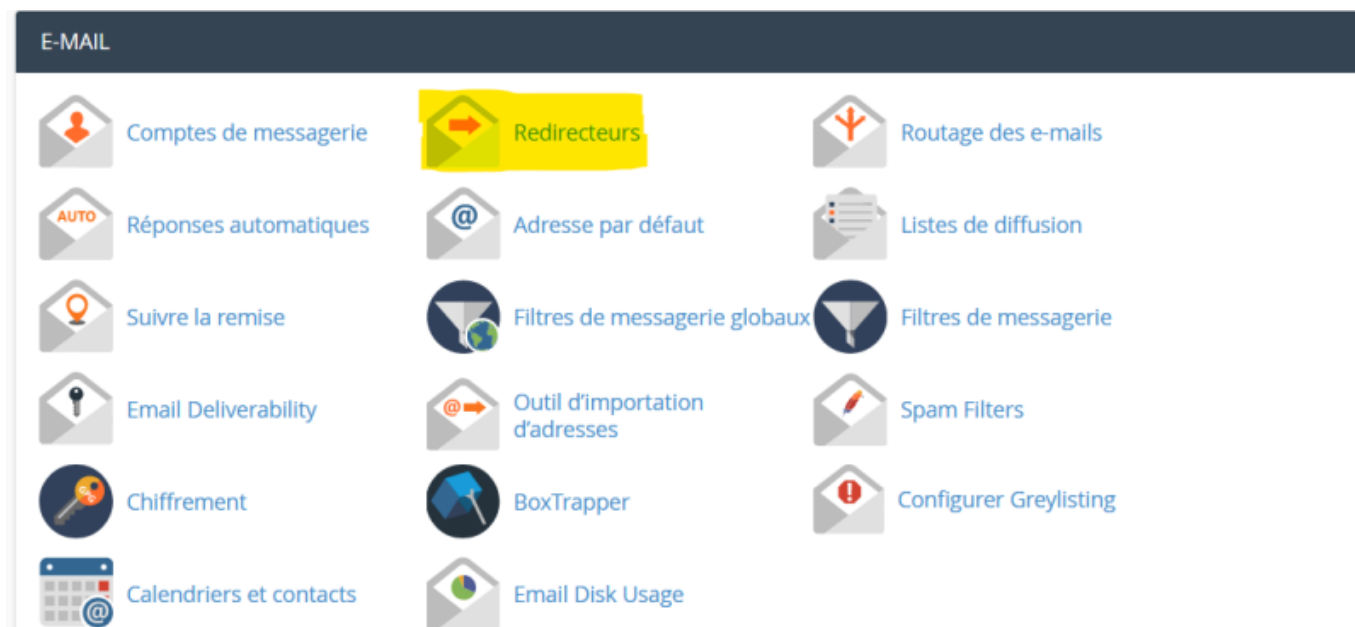 E-MAIL
Comptes de messagerie
Redirecteurs
Routage des e-mails
AUTO
Réponses automatiques
@
Adresse par défaut
Listes de diffusion
Suivre la remise
Filtres de messagerie globaux
Filtres de messagerie
Email Deliverability
@
Outil d’importation
d’adresses
Spam Filters
Chiffrement
BoxTrapper
!
Configurer Greylisting
@
Calendriers et contacts
Email Disk Usage